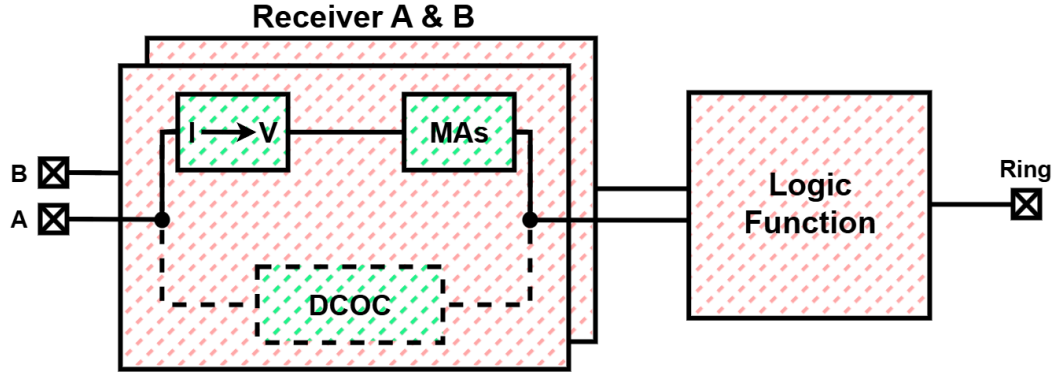 Receiver A & B
I → V
MAs
B
A
DCOC
Logic
Function
Ring